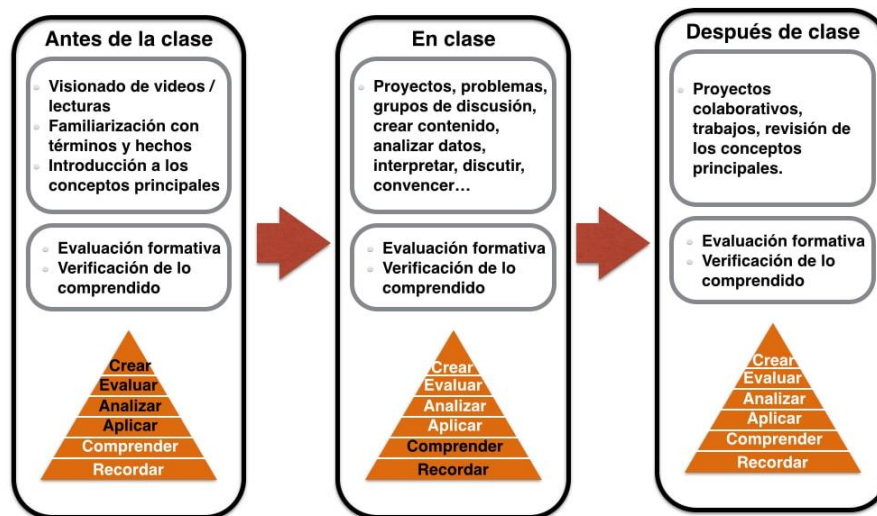 Antes de la clase
Visionado de videos /
lecturas
Familiarización con
términos y hechos
Introducción a los
conceptos principales
Evaluación formativa
Verificación de lo
comprendido
Crear
Evaluar
Analizar
Aplicar
Comprender
Recordar
En clase
Proyectos, problemas,
grupos de discusión,
crear contenido,
analizar datos,
interpretar, discutir,
convencer…
Evaluación formativa
Verificación de lo
comprendido
Crear
Evaluar
Analizar
Aplicar
Comprender
Recordar
Después de clase
Proyectos
colaborativos,
trabajos, revisión de
los conceptos
principales.
Evaluación formativa
Verificación de lo
comprendido
Crear
Evaluar
Analizar
Aplicar
Comprender
Recordar